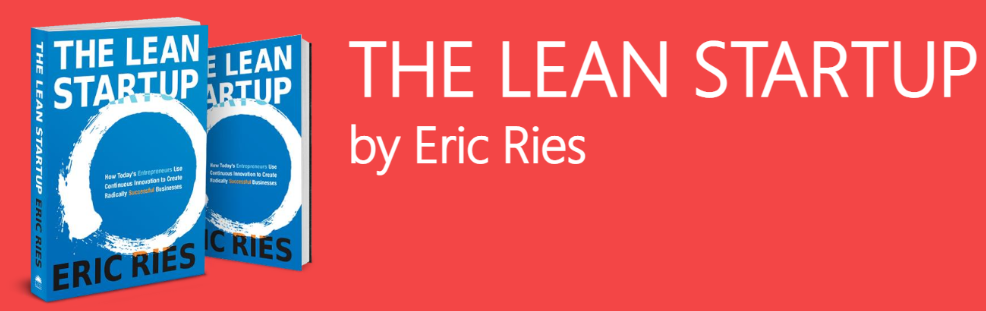 THE LEAN STARTUP
by Eric Ries
THE LEAN STARTUP ERIC RIES
THE LEAN
STARTUP
How Today's Entrepreneurs Use
Continuous Innovation to Create
Radically Successful Businesses
ERIC RIES
E LEAN
ARTUP
How Today's Entrepreneurs Use
Continuous Innovation to Create
Radically Successful Businesses
IC RIES